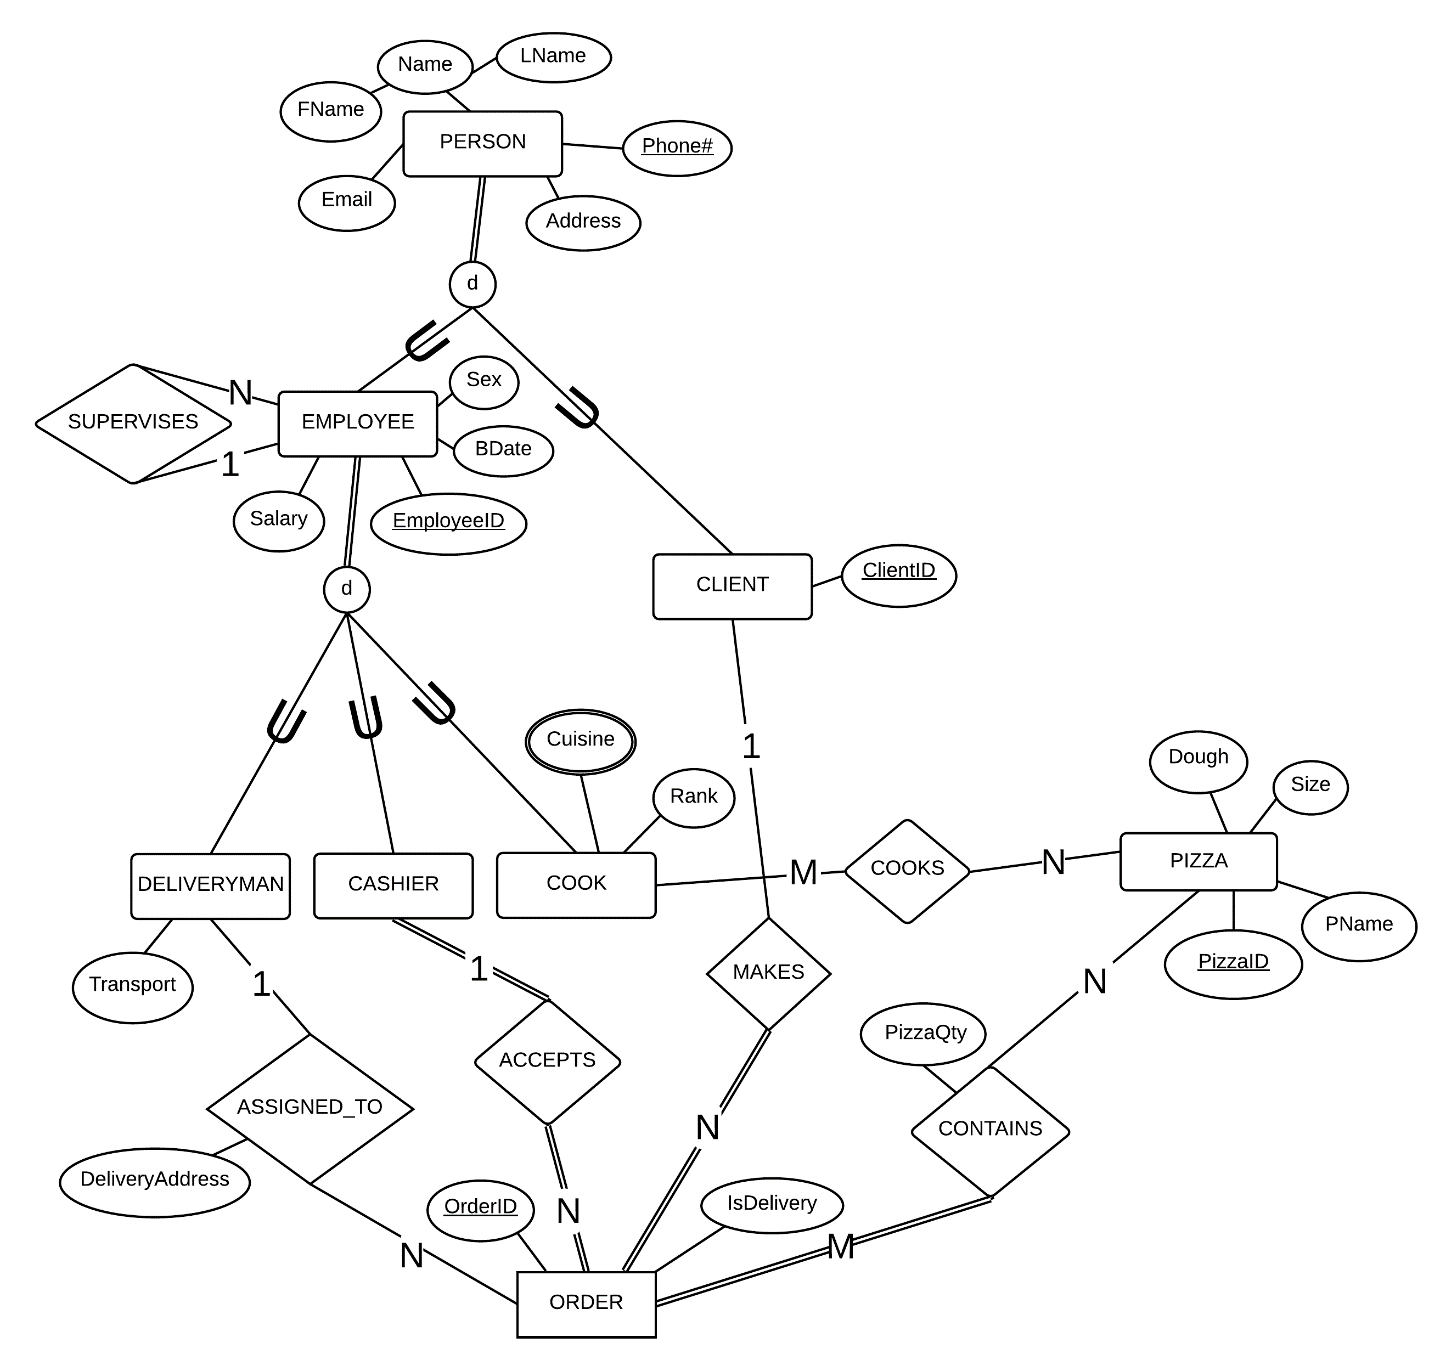 LName
Name
FName
PERSON
Phone#
Email
Address
d
Sex
N
SUPERVISES
EMPLOYEE
BDate
1
Salary
EmployeeID
CLIENT
ClientID
d
Cuisine
1
Dough
Size
Rank
PIZZA
M
COOKS
N
DELIVERYMAN
CASHIER
COOK
PName
PizzaID
1
MAKES
1
N
Transport
PizzaQty
ACCEPTS
ASSIGNED_TO
N
CONTAINS
DeliveryAddress
OrderID
N
IsDelivery
N
M
ORDER